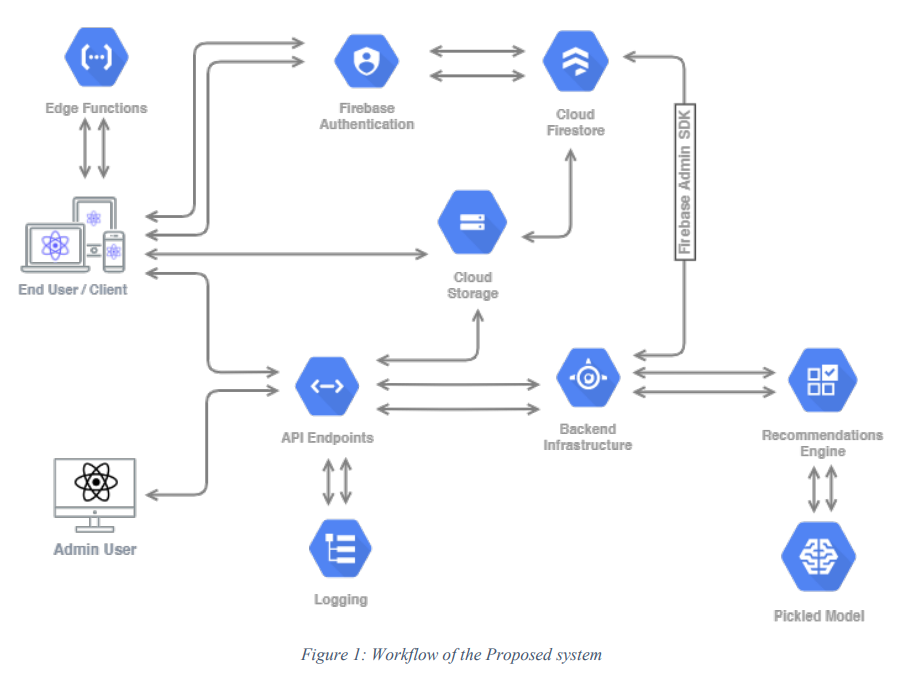 Edge Functions
Firebase
Authentication
Cloud
Firestore
Firebase Admin SDK
End User / Client
Cloud
Storage
API Endpoints
Backend
Infrastructure
Recommendations
Engine
Admin User
Logging
Pickled Model
Figure 1: Workflow of the Proposed system